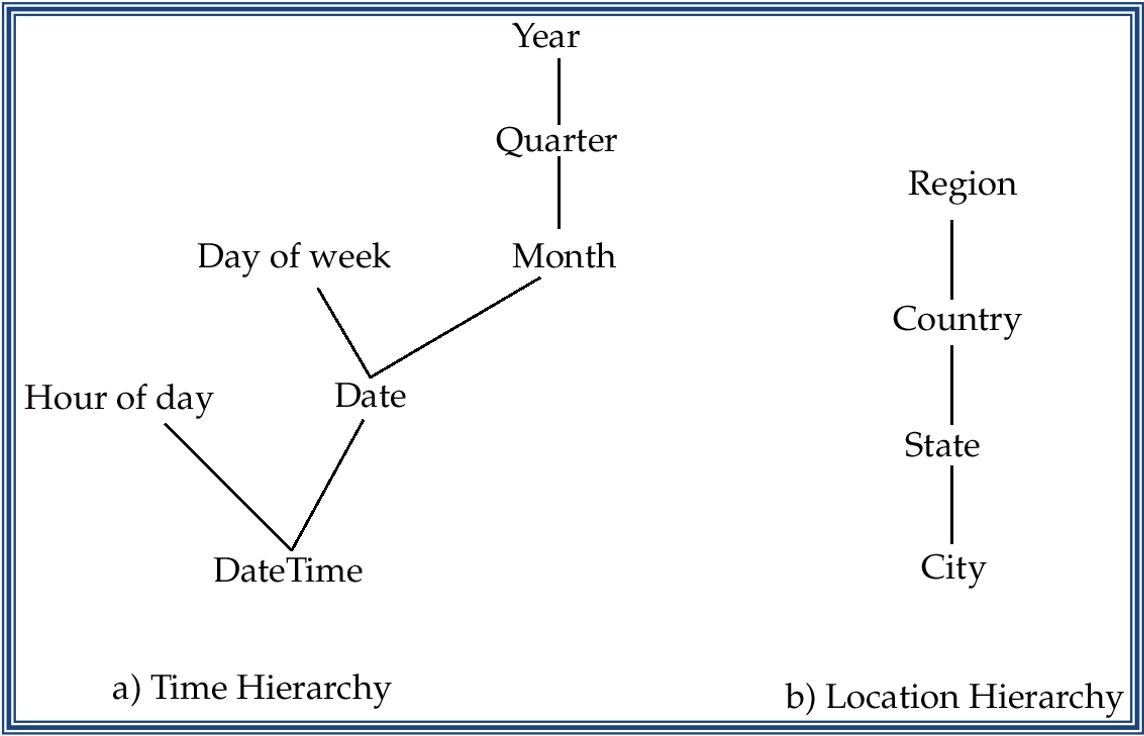 Year
Quarter
Region
Day of week
Month
Country
Hour of day
Date
State
DateTime
City
a) Time Hierarchy
b) Location Hierarchy